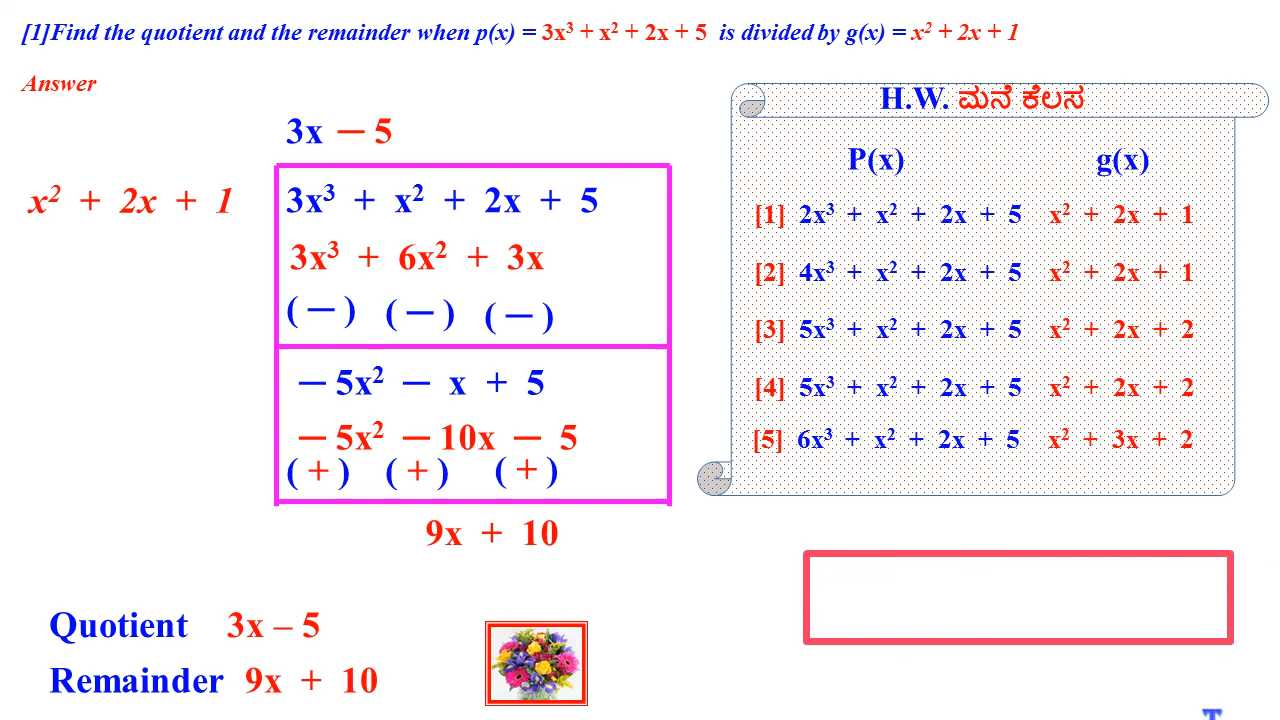 [1]Find the quotient and the remainder when p(x) = 3x³ + x² + 2x + 5 is divided by g(x) = x² + 2x + 1
Answer
3x − 5
x² + 2x + 1
3x³ + x² + 2x + 5
3x³ + 6x² + 3x
( − ) ( − ) ( − )
− 5x² − x + 5
− 5x² − 10x − 5
( + ) ( + ) ( + )
9x + 10
Quotient 3x – 5
Remainder 9x + 10
H.W. ಮನೆ ಕೆಲಸ
P(x) g(x)
[1] 2x³ + x² + 2x + 5 x² + 2x + 1
[2] 4x³ + x² + 2x + 5 x² + 2x + 1
[3] 5x³ + x² + 2x + 5 x² + 2x + 2
[4] 5x³ + x² + 2x + 5 x² + 2x + 2
[5] 6x³ + x² + 2x + 5 x² + 3x + 2